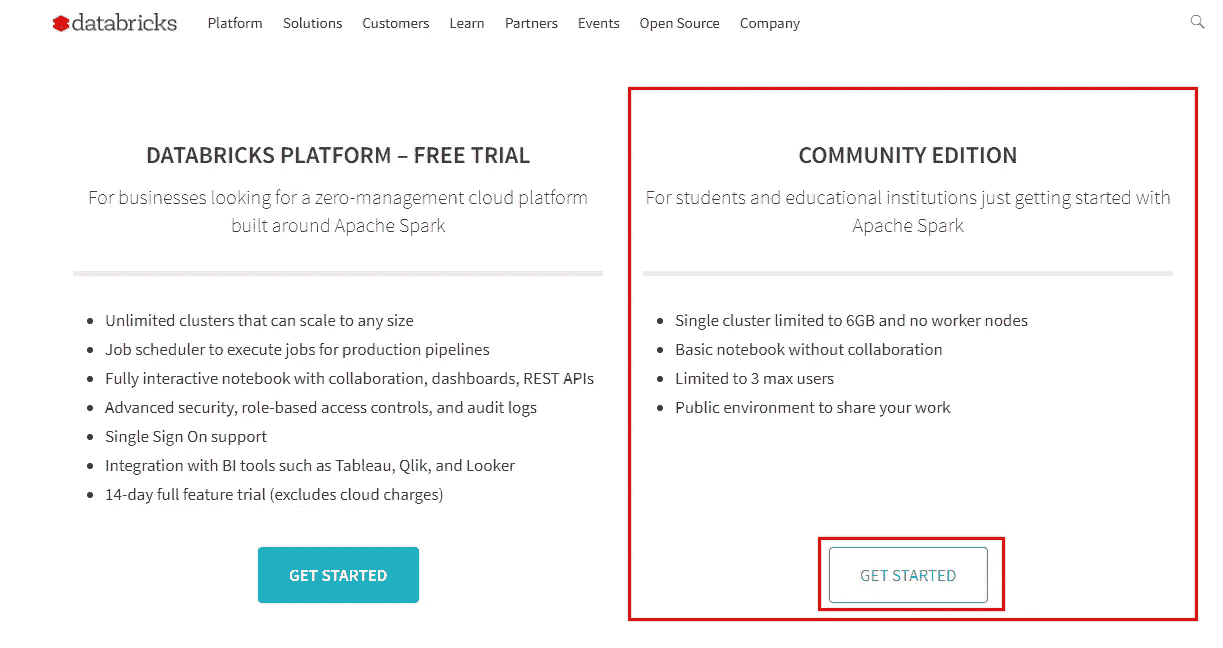 databricks Platform Solutions Customers Learn Partners Events Open Source Company
DATABRICKS PLATFORM – FREE TRIAL
For businesses looking for a zero-management cloud platform
built around Apache Spark
Unlimited clusters that can scale to any size
Job scheduler to execute jobs for production pipelines
Fully interactive notebook with collaboration, dashboards, REST APIs
Advanced security, role-based access controls, and audit logs
Single Sign On support
Integration with BI tools such as Tableau, Qlik, and Looker
14-day full feature trial (excludes cloud charges)
GET STARTED
COMMUNITY EDITION
For students and educational institutions just getting started with
Apache Spark
Single cluster limited to 6GB and no worker nodes
Basic notebook without collaboration
Limited to 3 max users
Public environment to share your work
GET STARTED